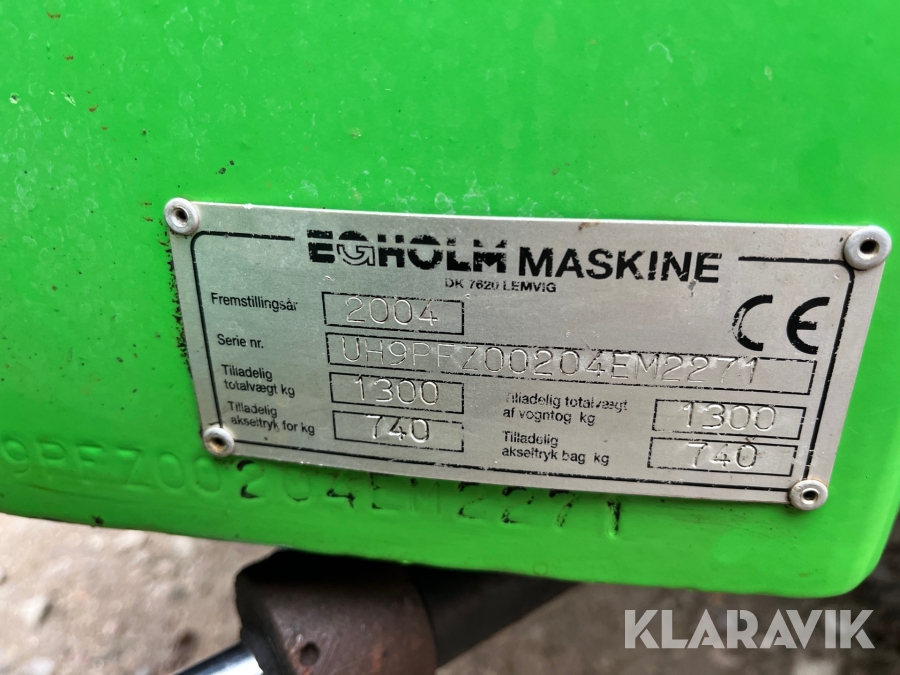 EGHOLM MASKINE
DK 7620 LEMVIG
Fremstillingsår 2004
Serie nr. UH9PFZ00204EM2271
Tilladelig totalvægt kg 1300
Tilladelig totalvægt af vogntog kg 1300
Tilladelig akseltryk for kg 740
Tilladelig akseltryk bag kg 740
CE
9PFZ00204EM2271
KLARAVIK